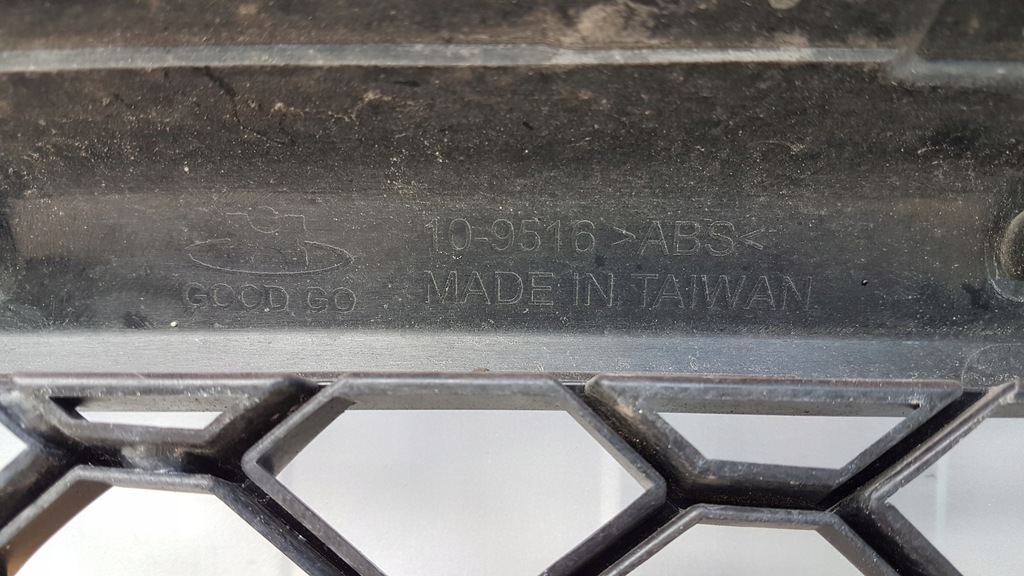 10-9516 >ABS<
GOOD GO
MADE IN TAIWAN